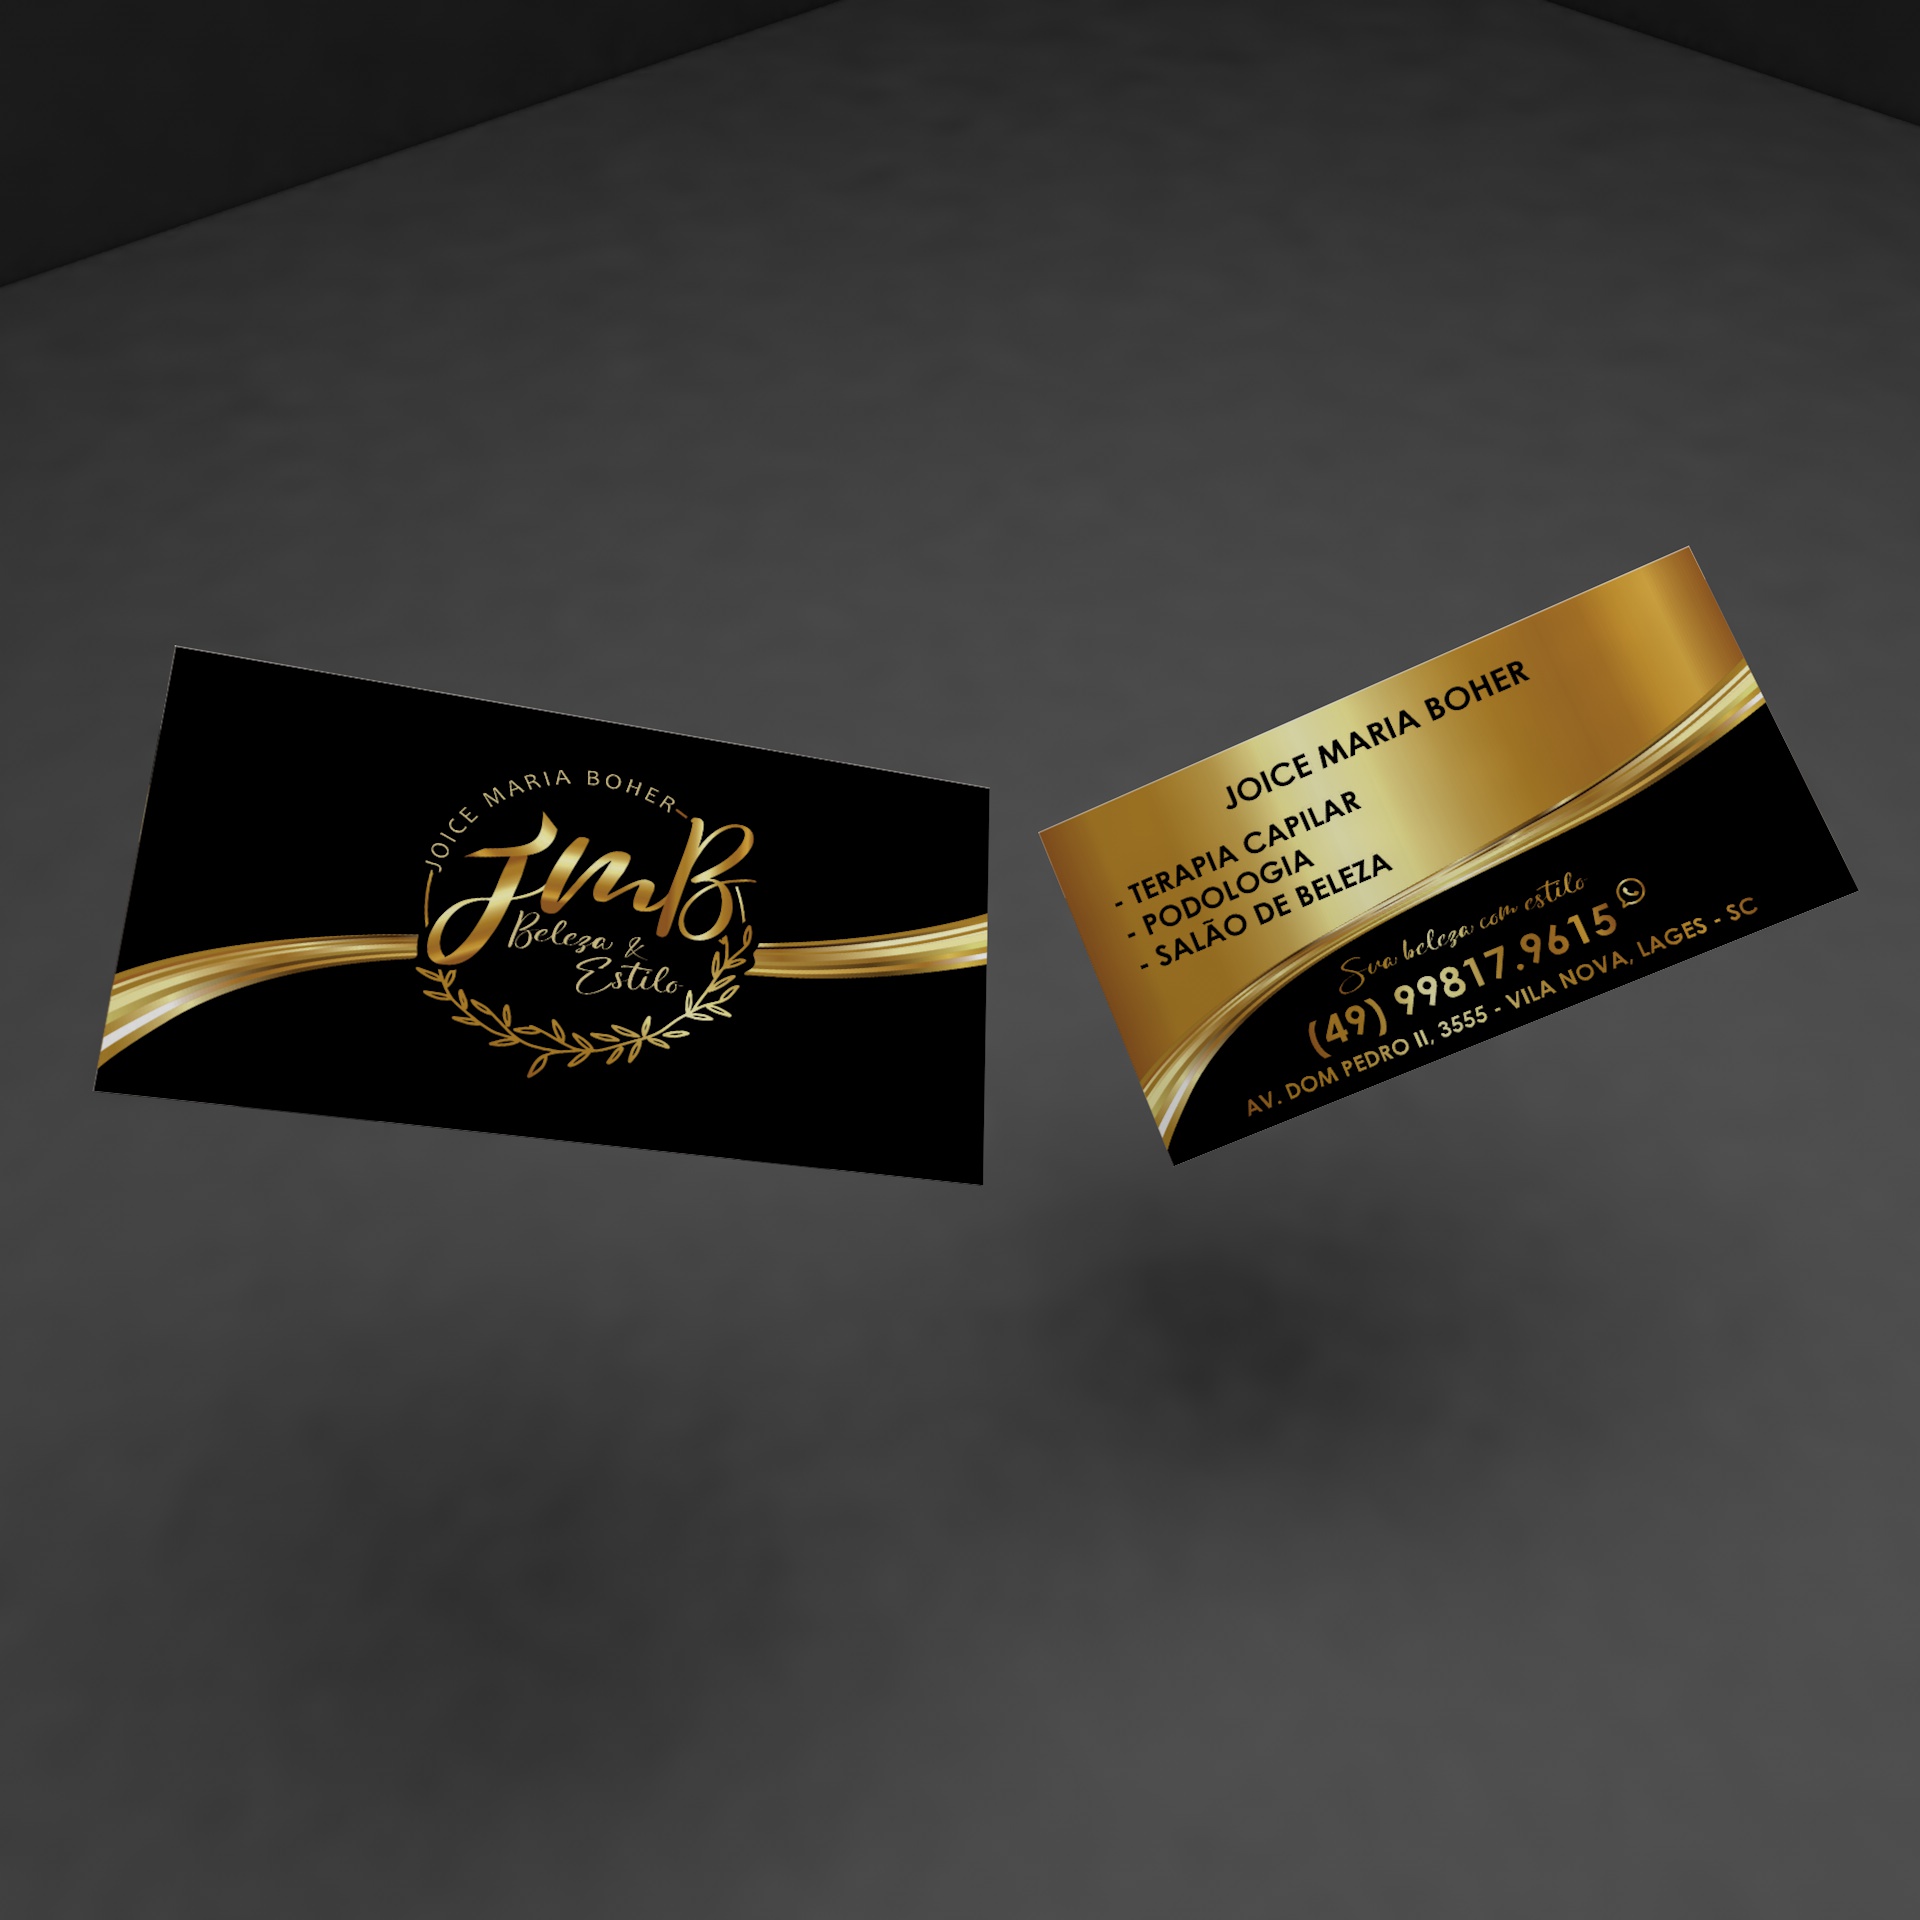 JOICE MARIA BOHER
JMB
Beleza &
Estilo
JOICE MARIA BOHER
- TERAPIA CAPILAR
- PODOLOGIA
- SALÃO DE BELEZA
Sua beleza com estilo
(49) 99817.9615
AV. DOM PEDRO II, 3555 - VILA NOVA, LAGES - SC